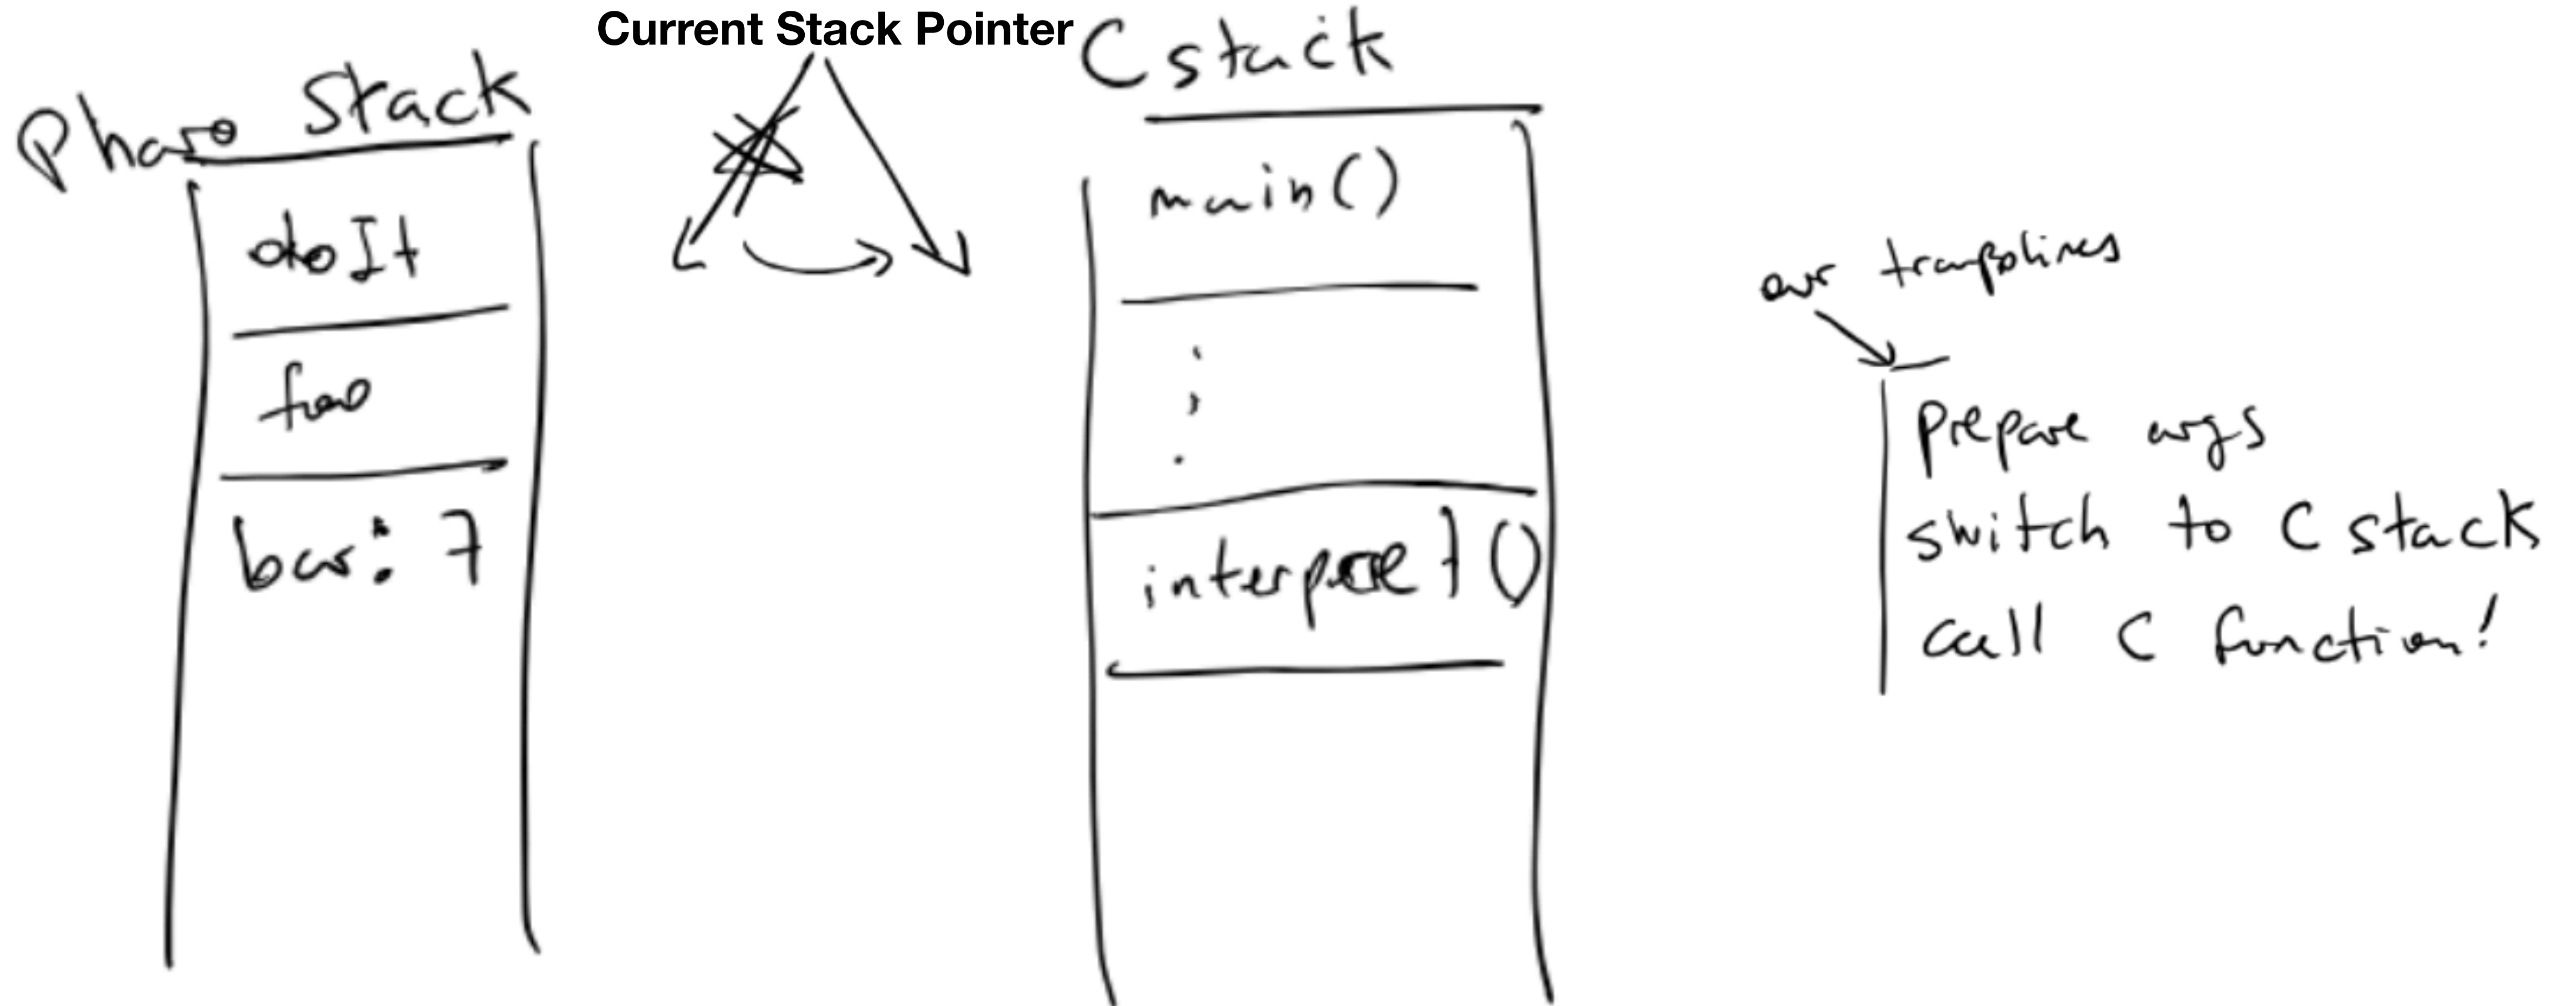 Current Stack Pointer
Pharo Stack
doIt
foo
bar: 7
C stack
main()
interpret()
our trampolines
prepare args
switch to C stack
call C function!